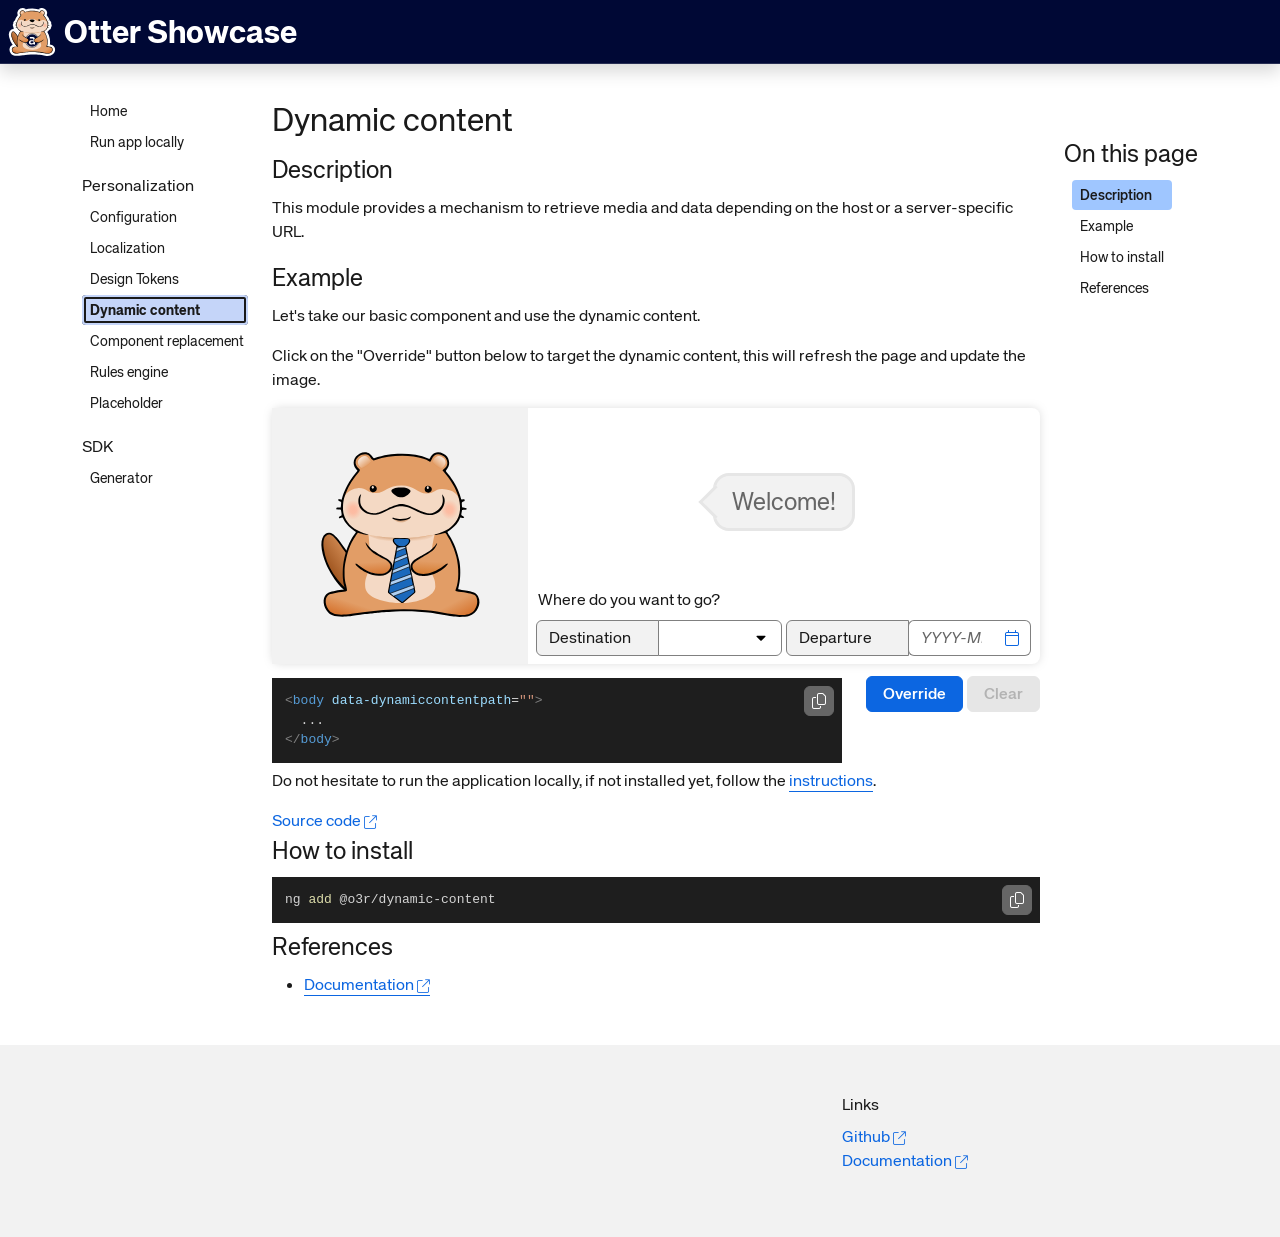 Otter Showcase
Home
Run app locally
Personalization
Configuration
Localization
Design Tokens
Dynamic content
Component replacement
Rules engine
Placeholder
SDK
Generator
Dynamic content
Description
This module provides a mechanism to retrieve media and data depending on the host or a server-specific
URL.
Example
Let's take our basic component and use the dynamic content.
Click on the "Override" button below to target the dynamic content, this will refresh the page and update the
image.
Welcome!
Where do you want to go?
Destination
Departure
YYYY-M
<body data-dynamiccontentpath="">
...
</body>
Override
Clear
Do not hesitate to run the application locally, if not installed yet, follow the instructions.
Source code
How to install
ng add @o3r/dynamic-content
References
Documentation
On this page
Description
Example
How to install
References
Links
Github
Documentation